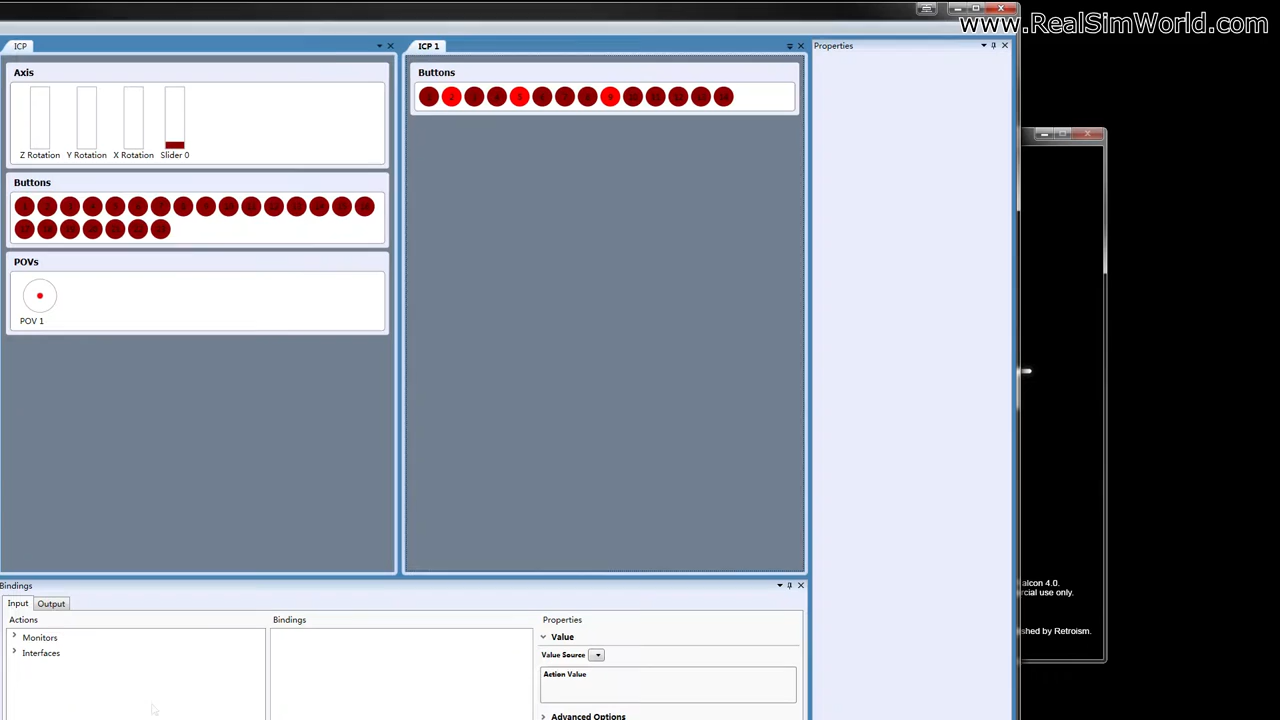 www.RealSimWorld.com
ICP
ICP 1
Properties
Axis
Z Rotation
Y Rotation
X Rotation
Slider 0
Buttons
POVs
POV 1
Buttons
alcon 4.0.
rcial use only.
shed by Retroism.
Bindings
Input
Output
Actions
Monitors
Interfaces
Bindings
Properties
Value
Value Source
Action Value
Advanced Options